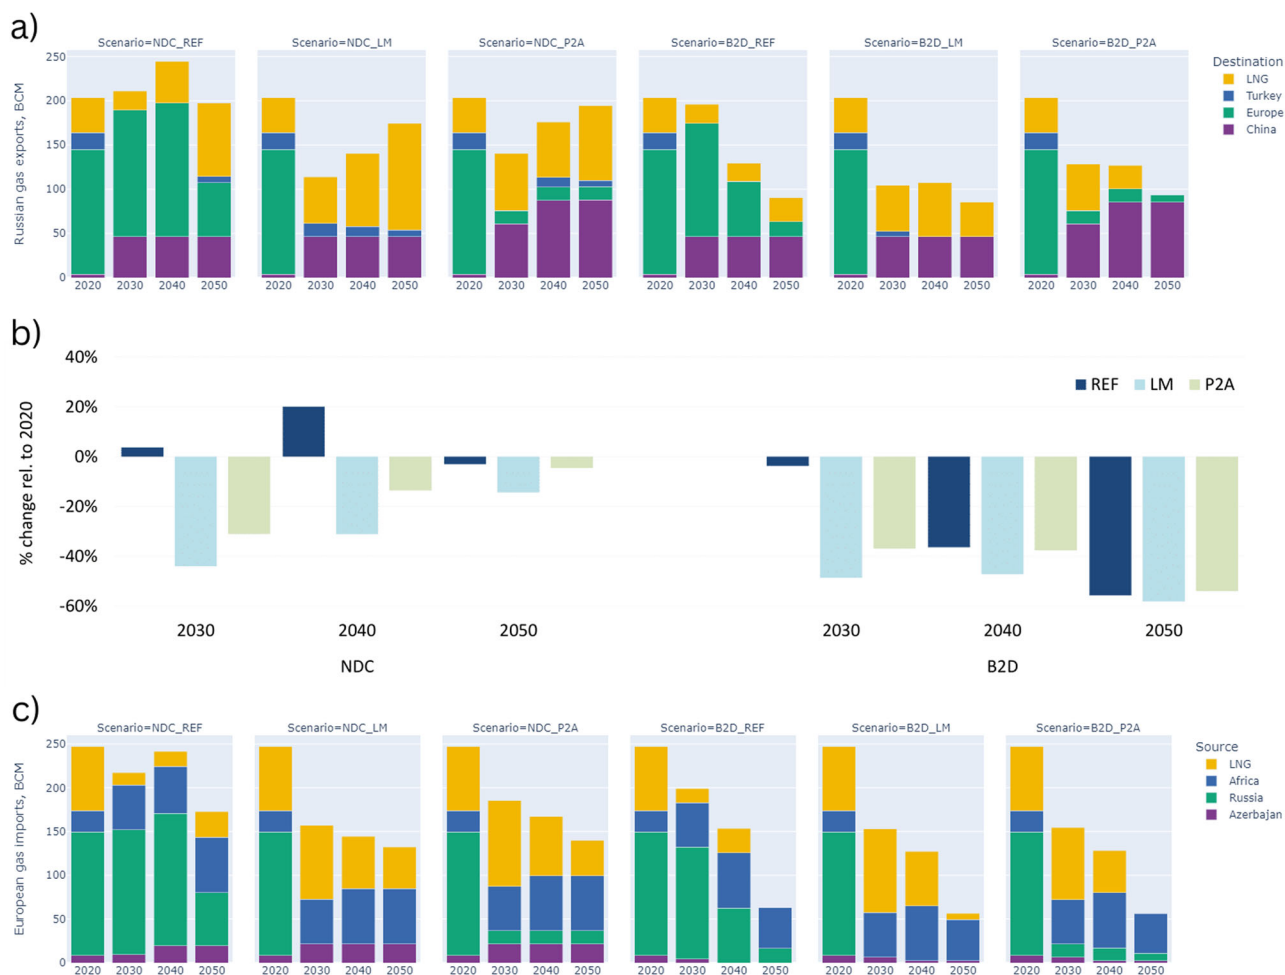 a)
Scenario=NDC_REF Scenario=NDC_LM Scenario=NDC_P2A Scenario=B2D_REF Scenario=B2D_LM Scenario=B2D_P2A
Russian gas exports, BCM
250
200
150
100
50
0
2020 2030 2040 2050 2020 2030 2040 2050 2020 2030 2040 2050 2020 2030 2040 2050 2020 2030 2040 2050 2020 2030 2040 2050
Destination
LNG
Turkey
Europe
China
b)
% change rel. to 2020
40%
20%
0%
-20%
-40%
-60%
REF LM P2A
2030 2040 2050 2030 2040 2050
NDC B2D
c)
Scenario=NDC_REF Scenario=NDC_LM Scenario=NDC_P2A Scenario=B2D_REF Scenario=B2D_LM Scenario=B2D_P2A
European gas imports, BCM
250
200
150
100
50
0
2020 2030 2040 2050 2020 2030 2040 2050 2020 2030 2040 2050 2020 2030 2040 2050 2020 2030 2040 2050 2020 2030 2040 2050
Source
LNG
Africa
Russia
Azerbajan